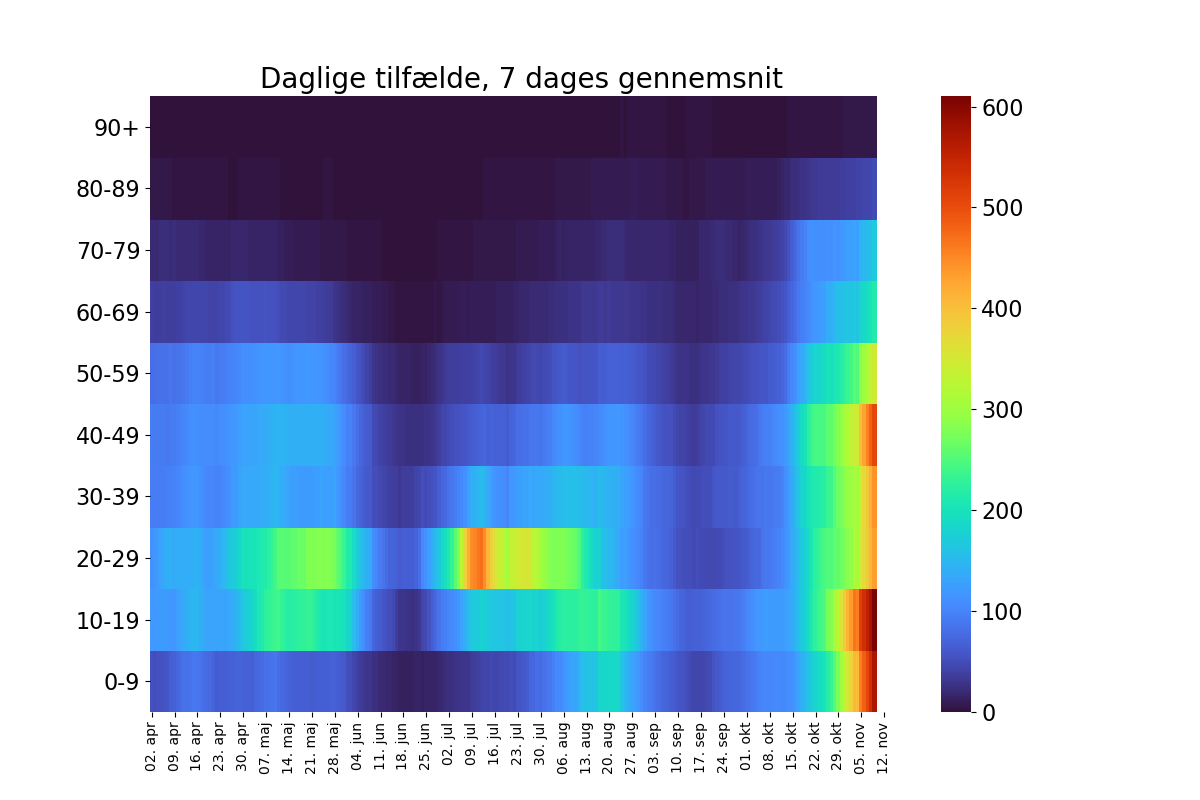 Daglige tilfælde, 7 dages gennemsnit
90+
80-89
70-79
60-69
50-59
40-49
30-39
20-29
10-19
0-9
02. apr
09. apr
16. apr
23. apr
30. apr
07. maj
14. maj
21. maj
28. maj
04. jun
11. jun
18. jun
25. jun
02. jul
09. jul
16. jul
23. jul
30. jul
06. aug
13. aug
20. aug
27. aug
03. sep
10. sep
17. sep
24. sep
01. okt
08. okt
15. okt
22. okt
29. okt
05. nov
12. nov
600
500
400
300
200
100
0